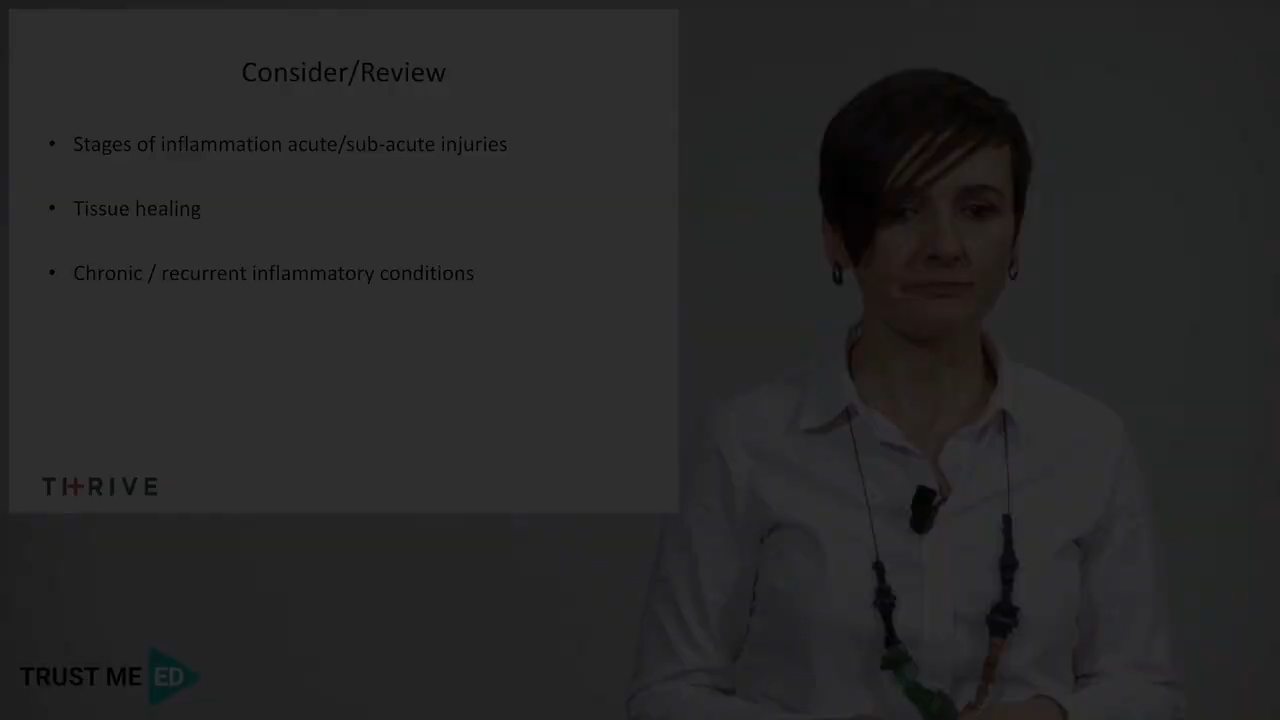 Consider/Review
• Stages of inflammation acute/sub-acute injuries
• Tissue healing
• Chronic / recurrent inflammatory conditions
THRIVE
TRUST ME ED